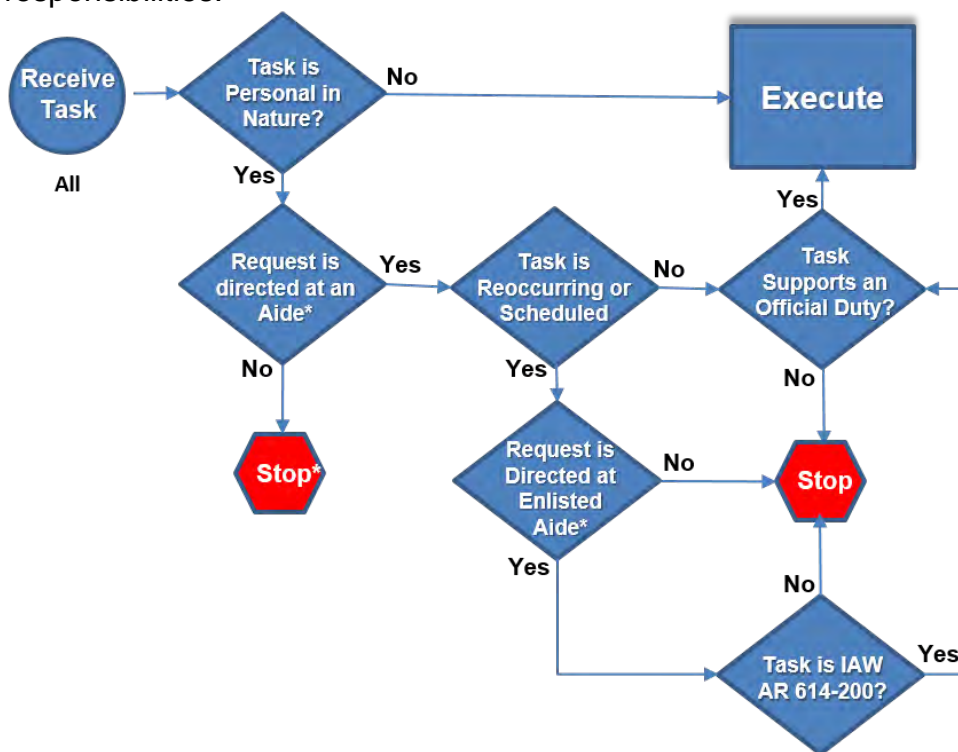 responsibilities.
Receive
Task
All
Task is
Personal in
Nature?
No
Execute
Yes
Yes
Request is
directed at an
Aide*
Yes
Task is
Reoccurring or
Scheduled
No
Task
Supports an
Official Duty?
No
Yes
No
Stop*
Request is
Directed at
Enlisted
Aide*
No
Stop
Yes
No
Task is IAW
AR 614-200?
Yes